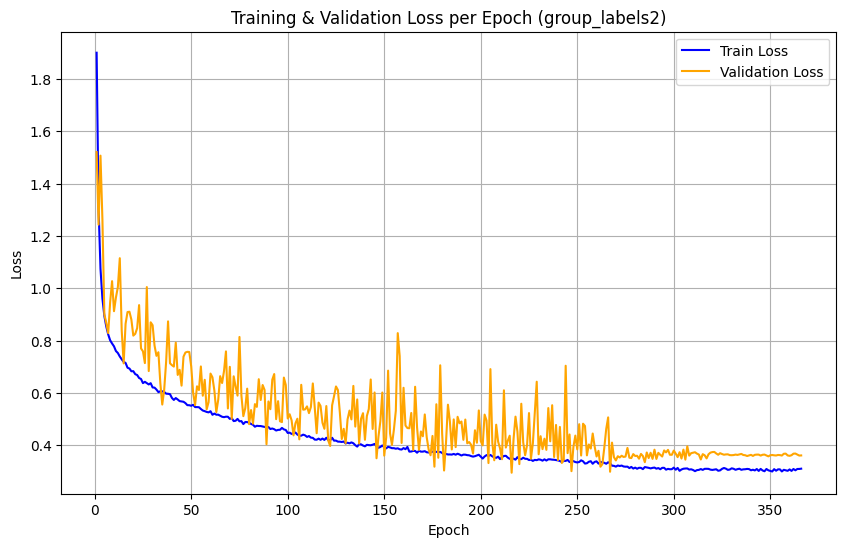 Training & Validation Loss per Epoch (group_labels2)
Train Loss
Validation Loss
1.8
1.6
1.4
1.2
1.0
0.8
0.6
0.4
Loss
0 50 100 150 200 250 300 350
Epoch